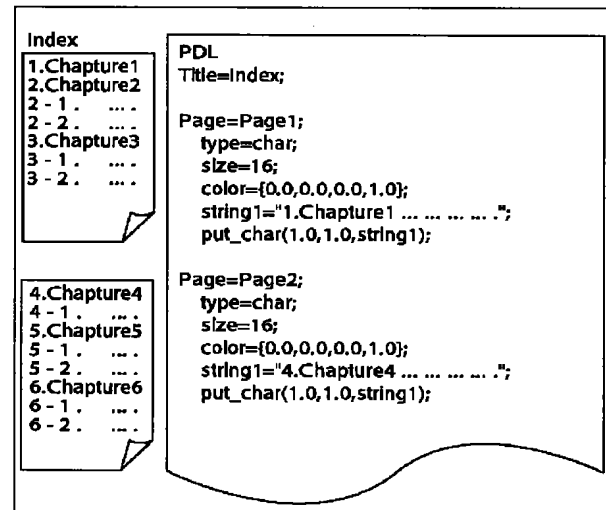 Index
1.Chapture1
2.Chapture2
2 - 1 . ... .
2 - 2 . ... .
3.Chapture3
3 - 1 . ... .
3 - 2 . ... .
4.Chapture4
4 - 1 . ... .
5.Chapture5
5 - 1 . ... .
5 - 2 . ... .
6.Chapture6
6 - 1 . ... .
6 - 2 . ... .
PDL
Title=Index;
Page=Page1;
type=char;
size=16;
color={0.0,0.0,0.0,1.0};
string1="1.Chapture1 ... ... ... ... .";
put_char(1.0,1.0,string1);
Page=Page2;
type=char;
size=16;
color={0.0,0.0,0.0,1.0};
string1="4.Chapture4 ... ... ... ... .";
put_char(1.0,1.0,string1);